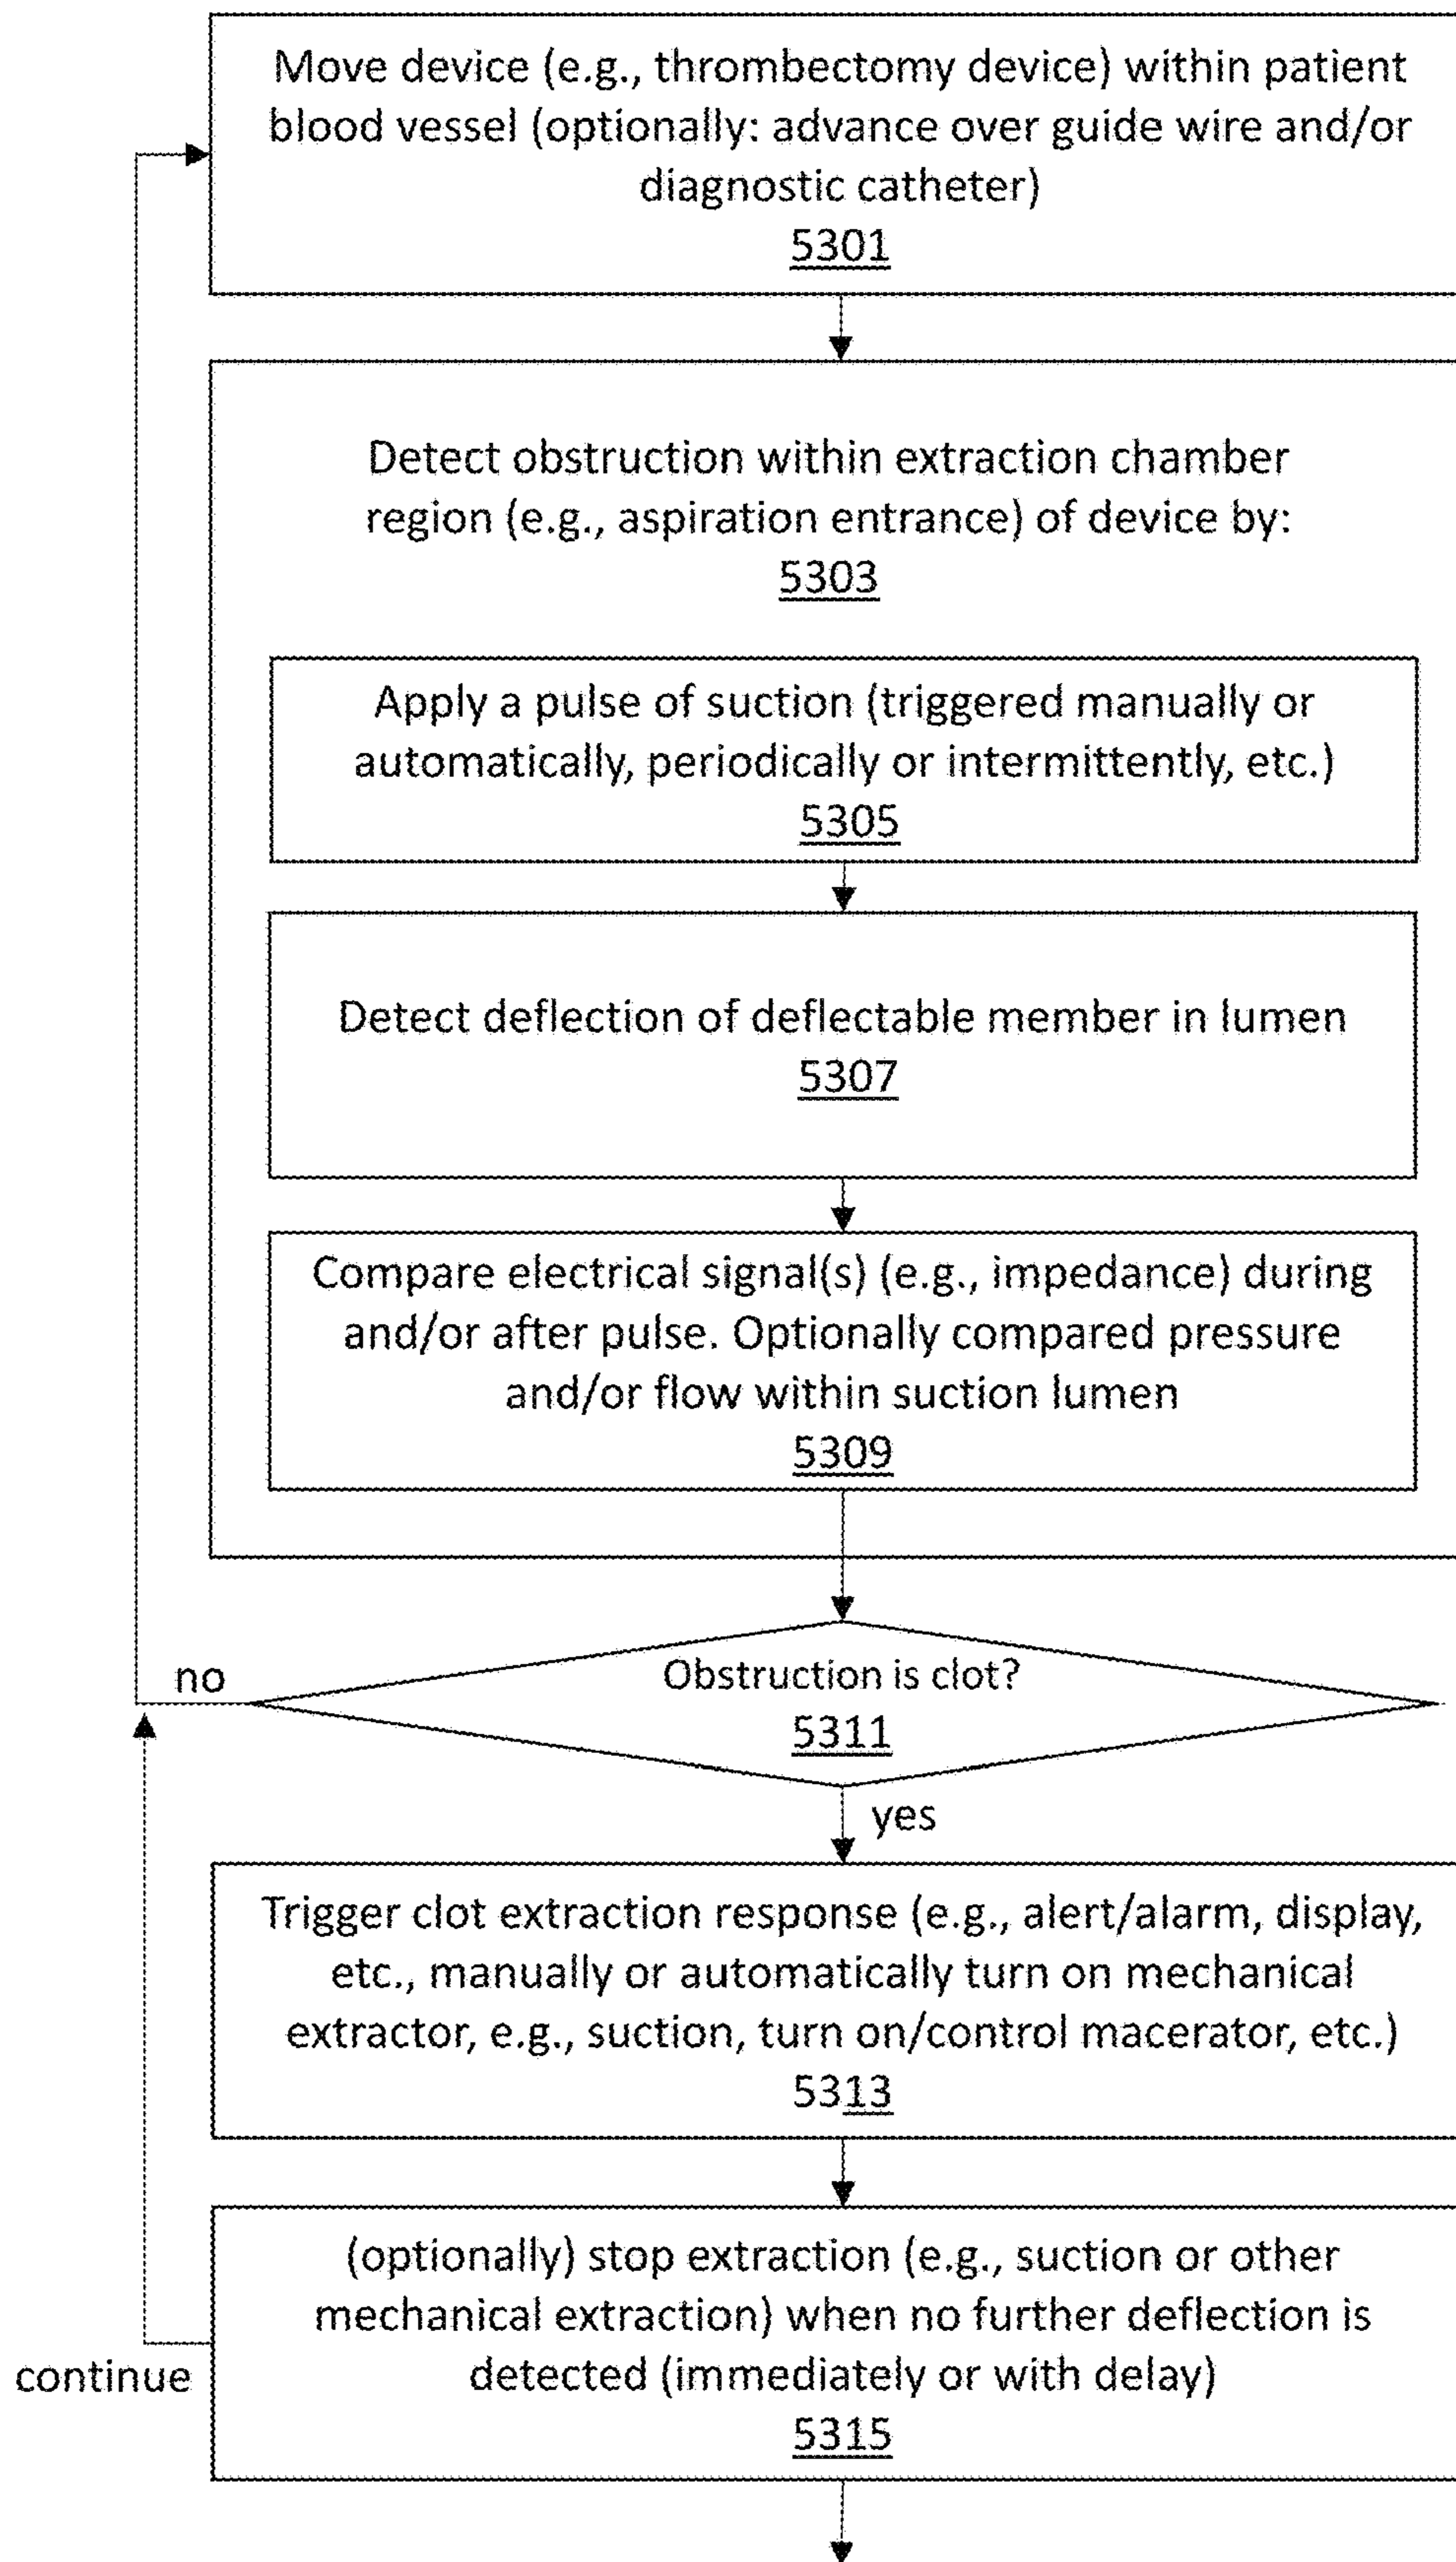 Move device (e.g., thrombectomy device) within patient
blood vessel (optionally: advance over guide wire and/or
diagnostic catheter)
5301
Detect obstruction within extraction chamber
region (e.g., aspiration entrance) of device by:
5303
Apply a pulse of suction (triggered manually or
automatically, periodically or intermittently, etc.)
5305
Detect deflection of deflectable member in lumen
5307
Compare electrical signal(s) (e.g., impedance) during
and/or after pulse. Optionally compared pressure
and/or flow within suction lumen
5309
no
Obstruction is clot?
5311
yes
Trigger clot extraction response (e.g., alert/alarm, display,
etc., manually or automatically turn on mechanical
extractor, e.g., suction, turn on/control macerator, etc.)
5313
(optionally) stop extraction (e.g., suction or other
mechanical extraction) when no further deflection is
detected (immediately or with delay)
5315
continue